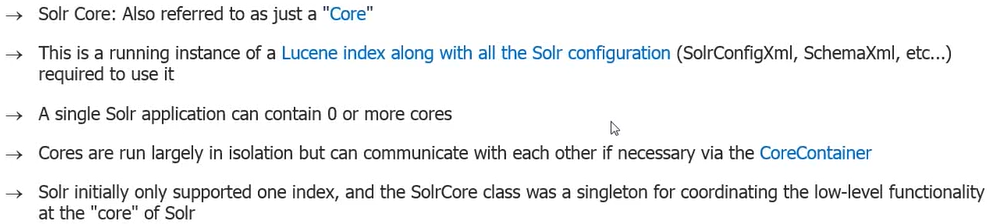 → Solr Core: Also referred to as just a "Core"
→ This is a running instance of a Lucene index along with all the Solr configuration (SolrConfigXml, SchemaXml, etc...)
required to use it
→ A single Solr application can contain 0 or more cores
→ Cores are run largely in isolation but can communicate with each other if necessary via the CoreContainer
→ Solr initially only supported one index, and the SolrCore class was a singleton for coordinating the low-level functionality
at the "core" of Solr